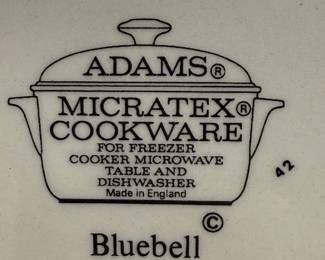 ADAMS®
MICRATEX®
COOKWARE
FOR FREEZER
COOKER MICROWAVE
TABLE AND
DISHWASHER
Made in England
42
©
Bluebell